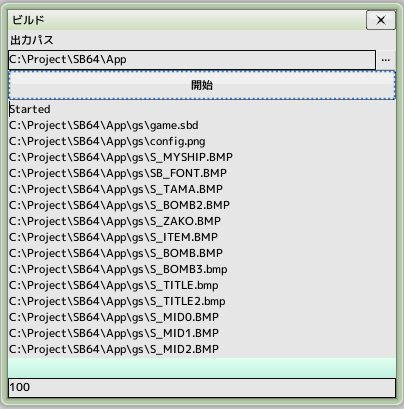 ビルド
出力パス
C:\Project\SB64\App
...
開始
Started
C:\Project\SB64\App\gs\game.sbd
C:\Project\SB64\App\gs\config.png
C:\Project\SB64\App\gs\S_MYSHIP.BMP
C:\Project\SB64\App\gs\SB_FONT.BMP
C:\Project\SB64\App\gs\S_TAMA.BMP
C:\Project\SB64\App\gs\S_BOMB2.BMP
C:\Project\SB64\App\gs\S_ZAKO.BMP
C:\Project\SB64\App\gs\S_ITEM.BMP
C:\Project\SB64\App\gs\S_BOMB.BMP
C:\Project\SB64\App\gs\S_BOMB3.bmp
C:\Project\SB64\App\gs\S_TITLE.bmp
C:\Project\SB64\App\gs\S_TITLE2.bmp
C:\Project\SB64\App\gs\S_MID0.BMP
C:\Project\SB64\App\gs\S_MID1.BMP
C:\Project\SB64\App\gs\S_MID2.BMP
100